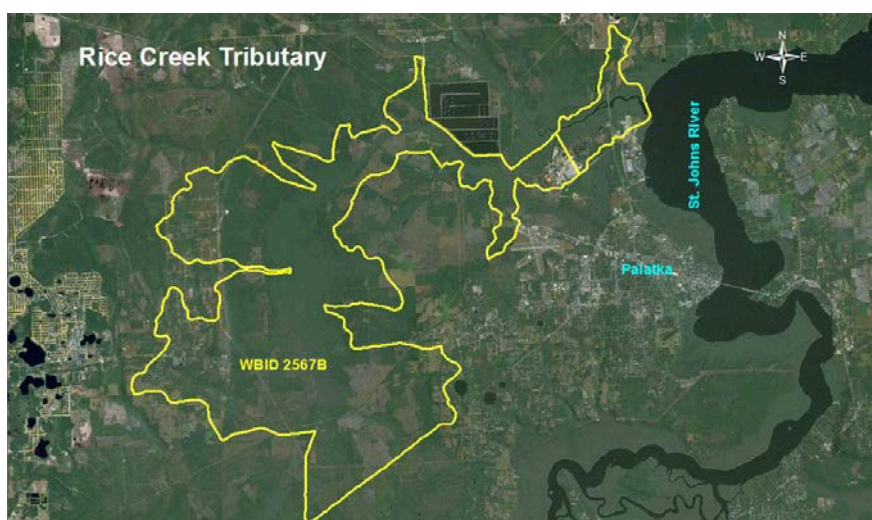 Rice Creek Tributary
N
W E
S
St. Johns River
Palatka
WBID 2567B